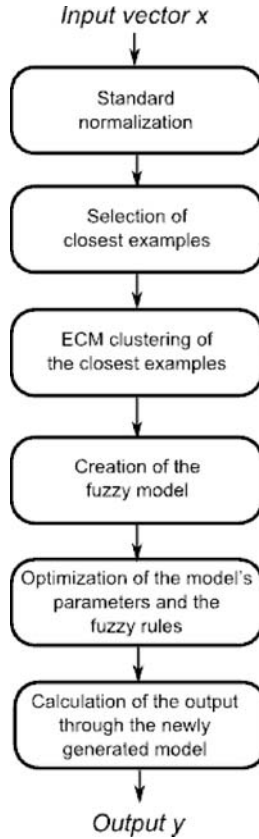 Input vector x
Standard
normalization
Selection of
closest examples
ECM clustering of
the closest examples
Creation of the
fuzzy model
Optimization of the model's
parameters and the
fuzzy rules
Calculation of the output
through the newly
generated model
Output y